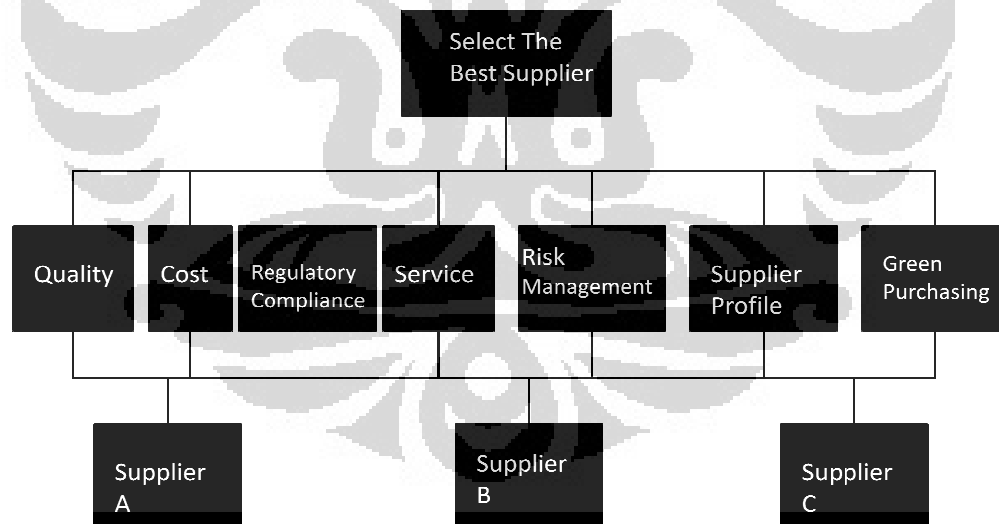 Select The
Best Supplier
Quality
Cost
Regulatory
Compliance
Service
Risk
Management
Supplier
Profile
Green
Purchasing
Supplier
A
Supplier
B
Supplier
C